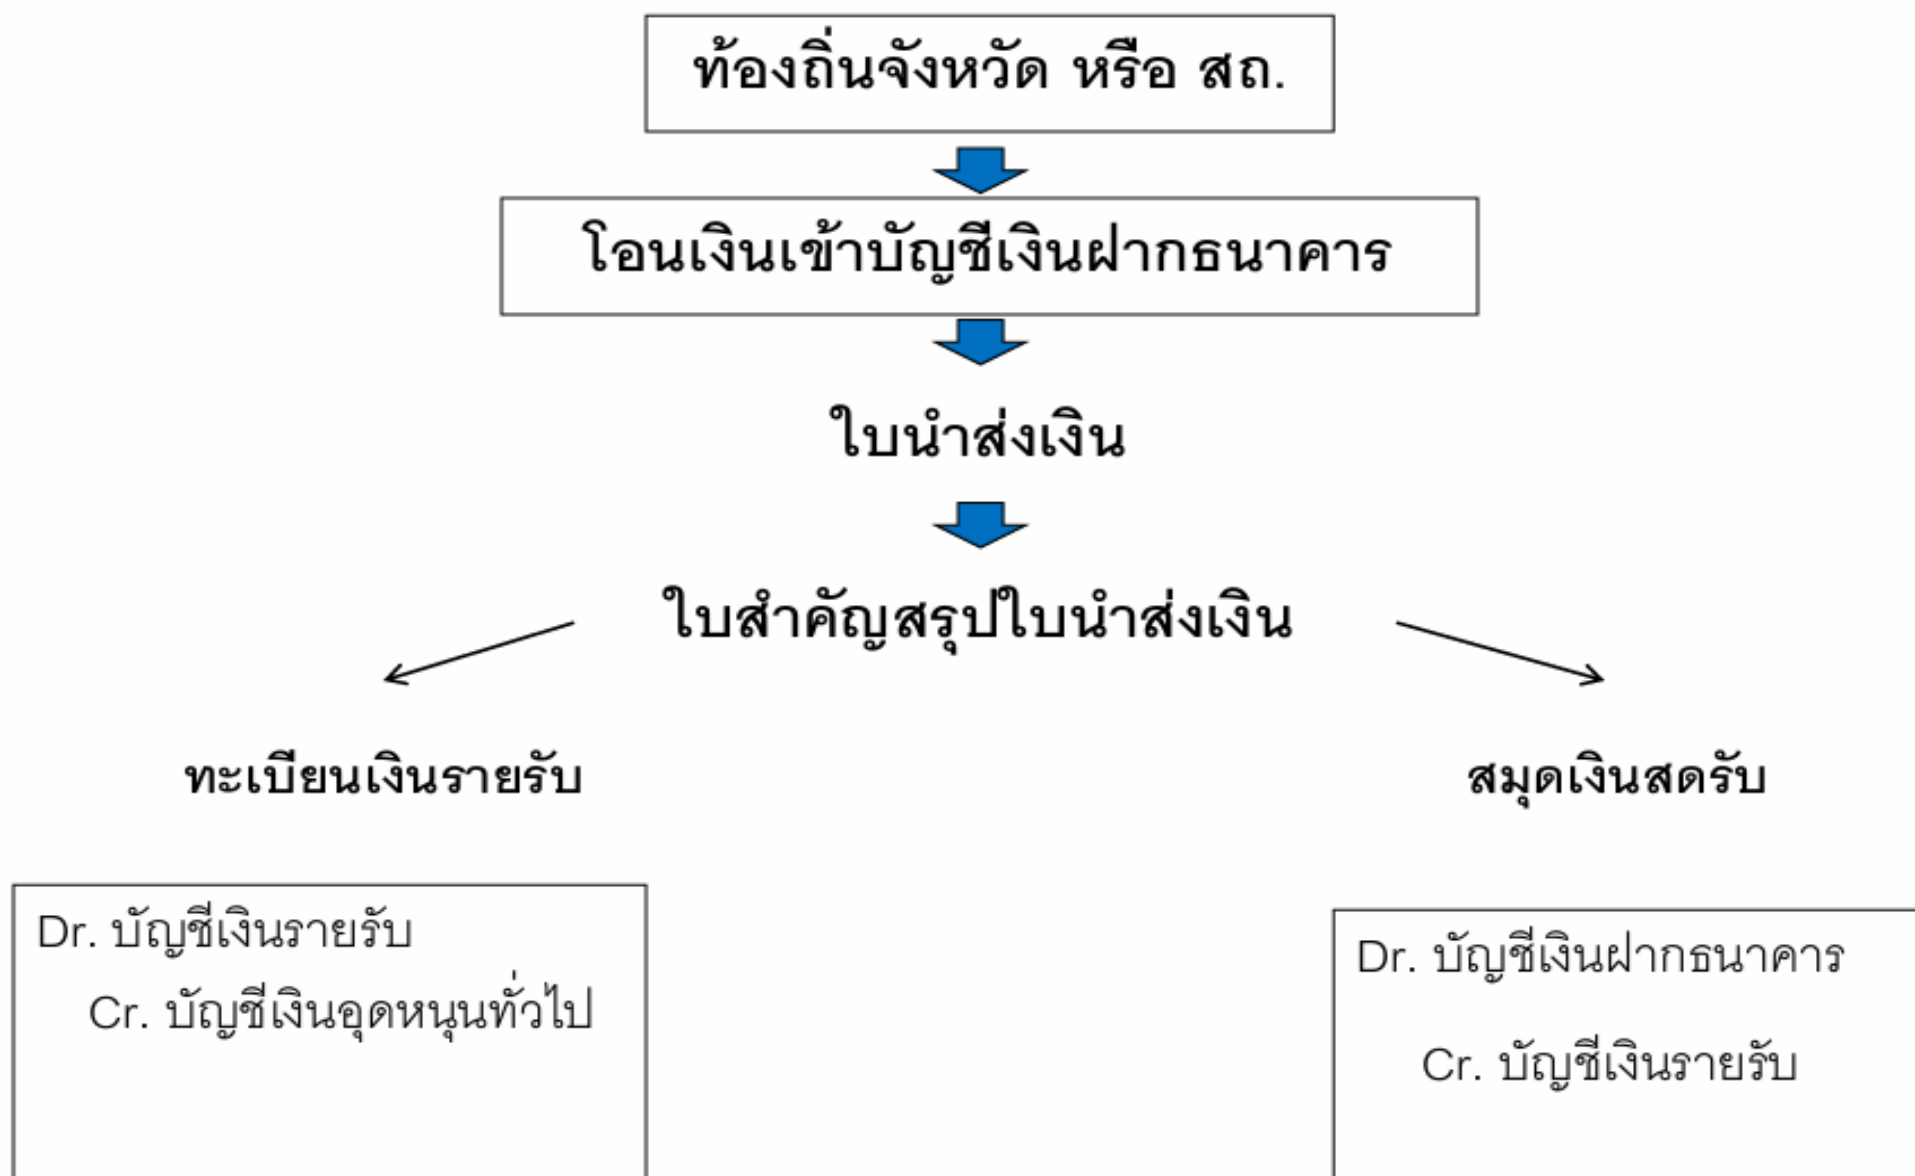 ท้องถิ่นจังหวัด หรือ สถ.
โอนเงินเข้าบัญชีเงินฝากธนาคาร
ใบนำส่งเงิน
ใบสำคัญสรุปใบนำส่งเงิน
ทะเบียนเงินรายรับ
สมุดเงินสดรับ
Dr. บัญชีเงินรายรับ
Cr. บัญชีเงินอุดหนุนทั่วไป
Dr. บัญชีเงินฝากธนาคาร
Cr. บัญชีเงินรายรับ